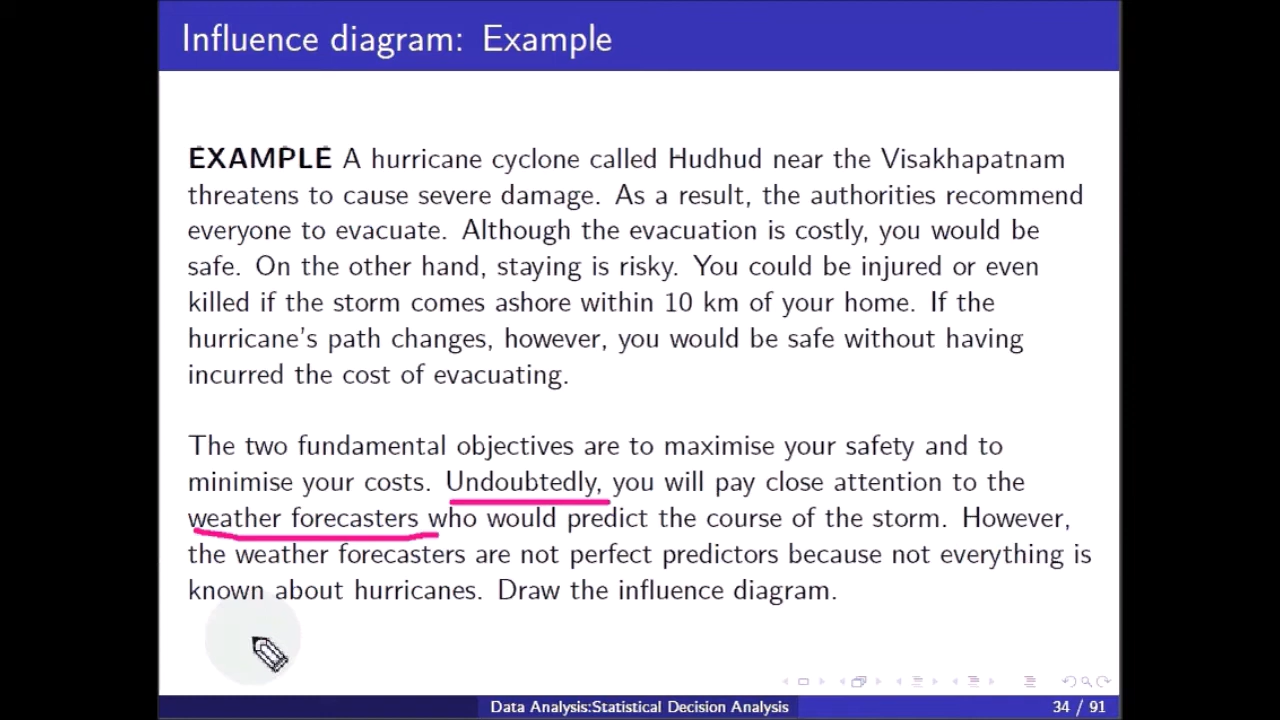 Influence diagram: Example
EXAMPLE A hurricane cyclone called Hudhud near the Visakhapatnam
threatens to cause severe damage. As a result, the authorities recommend
everyone to evacuate. Although the evacuation is costly, you would be
safe. On the other hand, staying is risky. You could be injured or even
killed if the storm comes ashore within 10 km of your home. If the
hurricane's path changes, however, you would be safe without having
incurred the cost of evacuating.
The two fundamental objectives are to maximise your safety and to
minimise your costs. Undoubtedly, you will pay close attention to the
weather forecasters who would predict the course of the storm. However,
the weather forecasters are not perfect predictors because not everything is
known about hurricanes. Draw the influence diagram.
Data Analysis:Statistical Decision Analysis
34 / 91